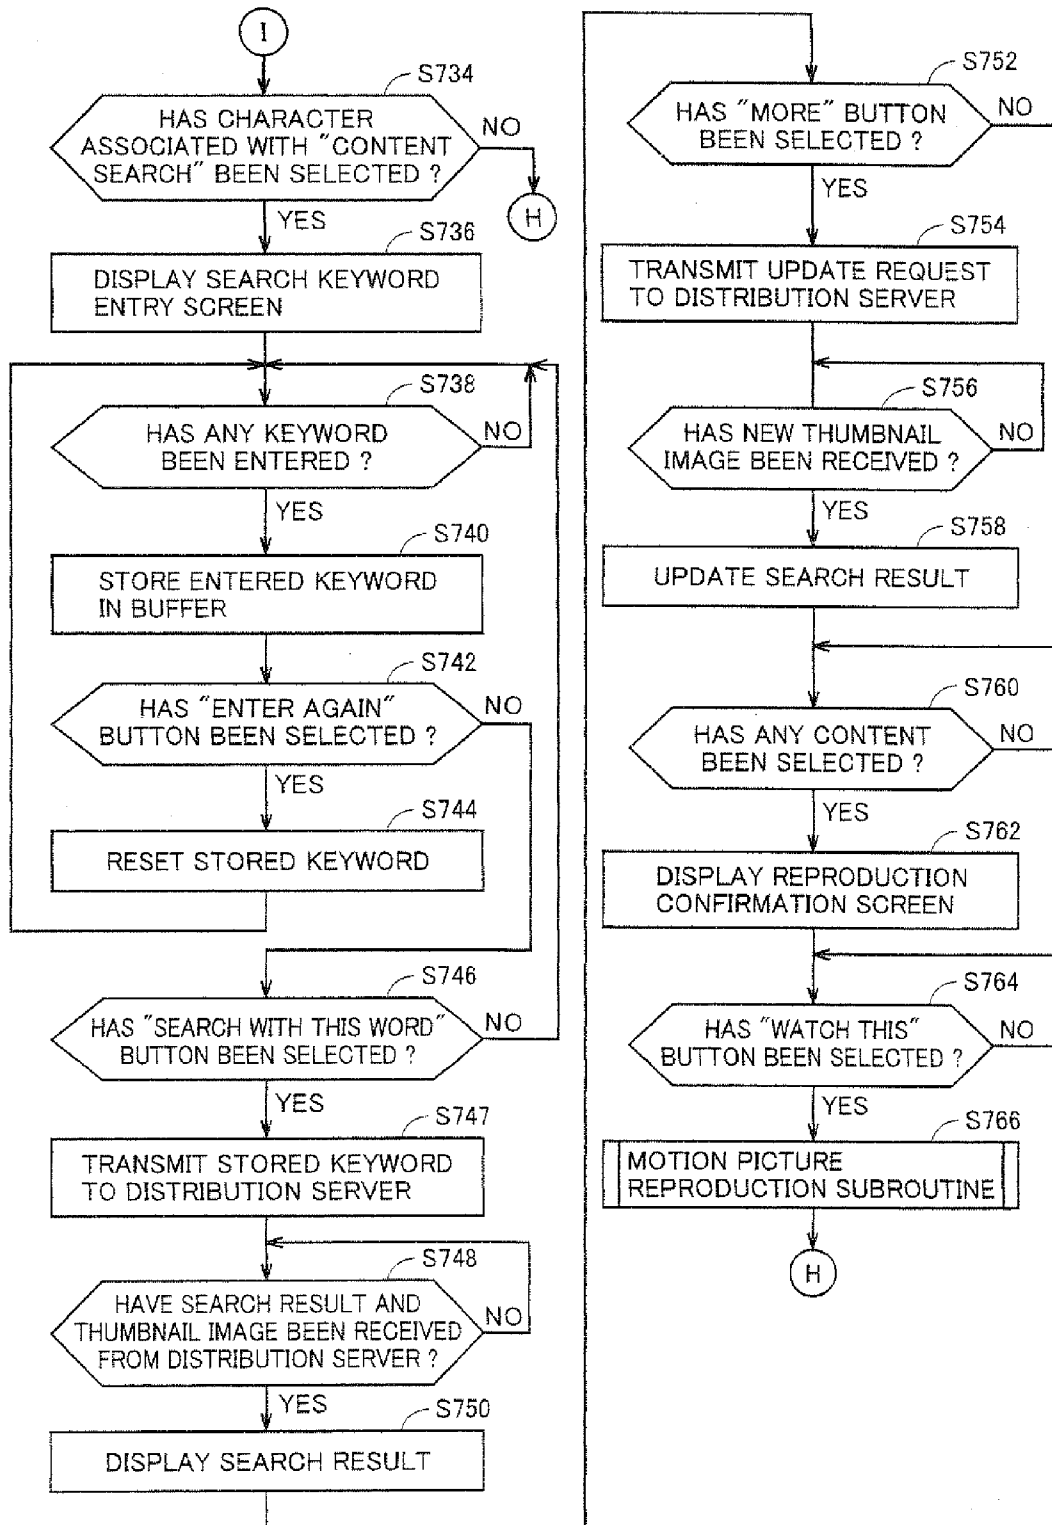 I
S734
HAS CHARACTER
ASSOCIATED WITH "CONTENT
SEARCH" BEEN SELECTED ?
NO
H
YES
S736
DISPLAY SEARCH KEYWORD
ENTRY SCREEN
S738
HAS ANY KEYWORD
BEEN ENTERED ?
NO
YES
S740
STORE ENTERED KEYWORD
IN BUFFER
S742
HAS "ENTER AGAIN"
BUTTON BEEN SELECTED ?
NO
YES
S744
RESET STORED KEYWORD
S746
HAS "SEARCH WITH THIS WORD"
BUTTON BEEN SELECTED ?
NO
YES
S747
TRANSMIT STORED KEYWORD
TO DISTRIBUTION SERVER
S748
HAVE SEARCH RESULT AND
THUMBNAIL IMAGE BEEN RECEIVED
FROM DISTRIBUTION SERVER ?
NO
YES
S750
DISPLAY SEARCH RESULT
S752
HAS "MORE" BUTTON
BEEN SELECTED ?
NO
YES
S754
TRANSMIT UPDATE REQUEST
TO DISTRIBUTION SERVER
S756
HAS NEW THUMBNAIL
IMAGE BEEN RECEIVED ?
NO
YES
S758
UPDATE SEARCH RESULT
S760
HAS ANY CONTENT
BEEN SELECTED ?
NO
YES
S762
DISPLAY REPRODUCTION
CONFIRMATION SCREEN
S764
HAS "WATCH THIS"
BUTTON BEEN SELECTED ?
NO
YES
S766
MOTION PICTURE
REPRODUCTION SUBROUTINE
H